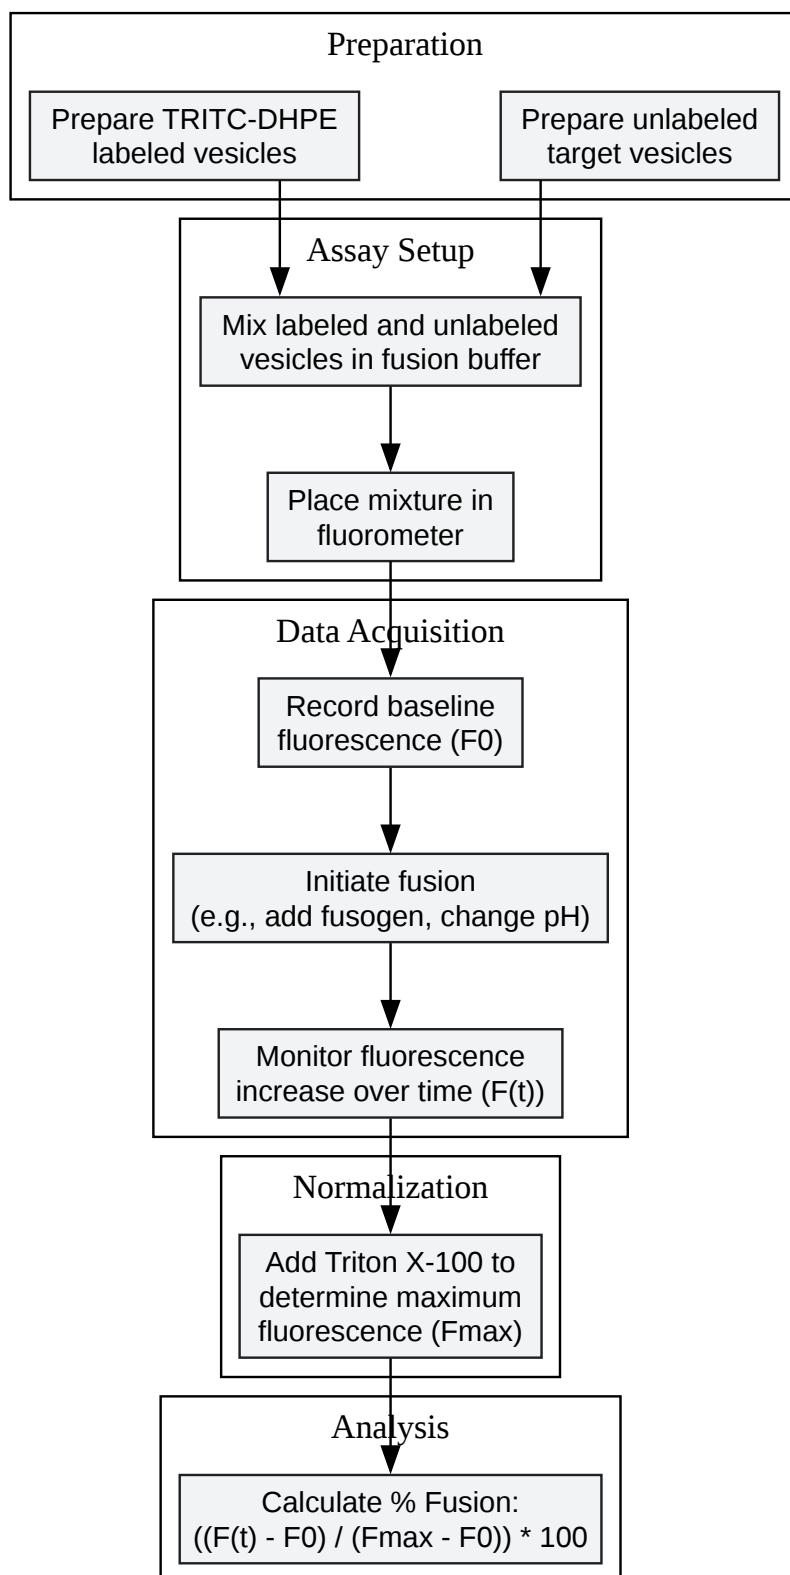 Preparation
Prepare TRITC-DHPE
labeled vesicles
Prepare unlabeled
target vesicles
Assay Setup
Mix labeled and unlabeled
vesicles in fusion buffer
Place mixture in
fluorometer
Data Acquisition
Record baseline
fluorescence (F0)
Initiate fusion
(e.g., add fusogen, change pH)
Monitor fluorescence
increase over time (F(t))
Normalization
Add Triton X-100 to
determine maximum
fluorescence (Fmax)
Analysis
Calculate % Fusion:
((F(t) - F0) / (Fmax - F0)) * 100